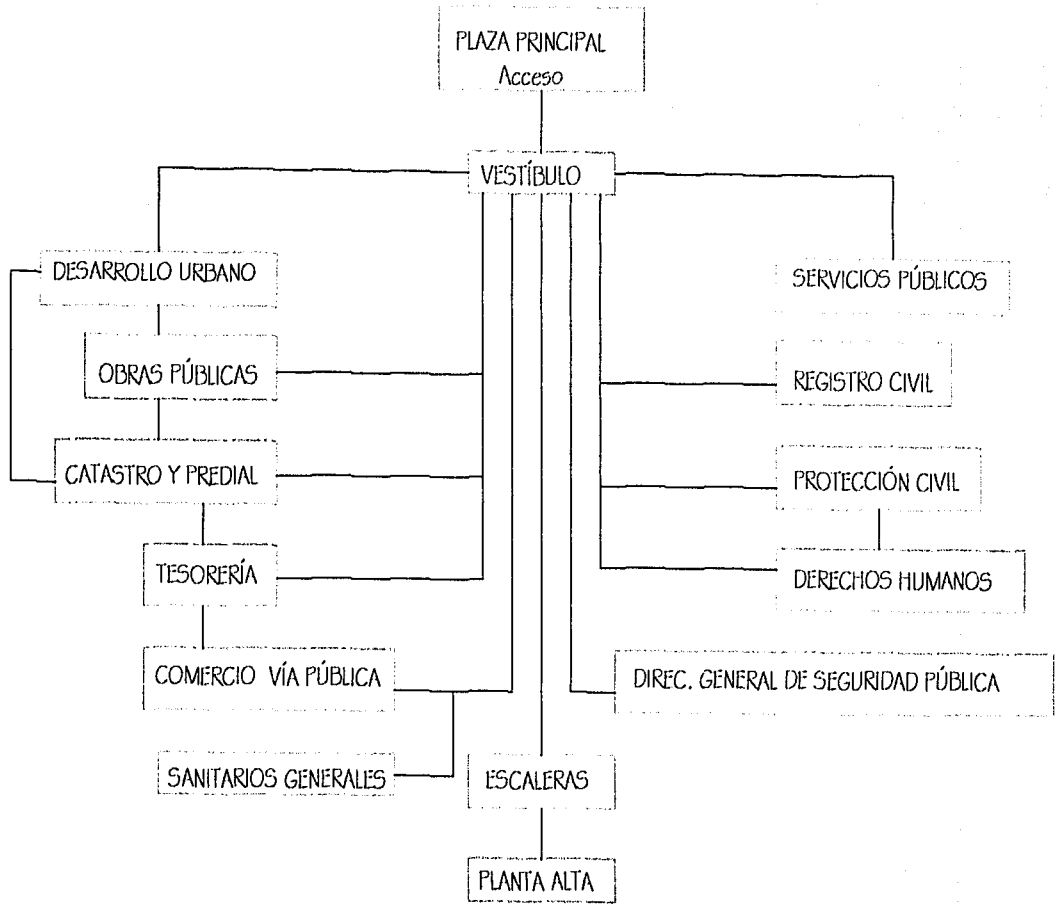 PLAZA PRINCIPAL
Acceso
VESTÍBULO
DESARROLLO URBANO
SERVICIOS PÚBLICOS
OBRAS PÚBLICAS
REGISTRO CIVIL
CATASTRO Y PREDIAL
PROTECCIÓN CIVIL
TESORERÍA
DERECHOS HUMANOS
COMERCIO VÍA PÚBLICA
DIREC. GENERAL DE SEGURIDAD PÚBLICA
SANITARIOS GENERALES
ESCALERAS
PLANTA ALTA